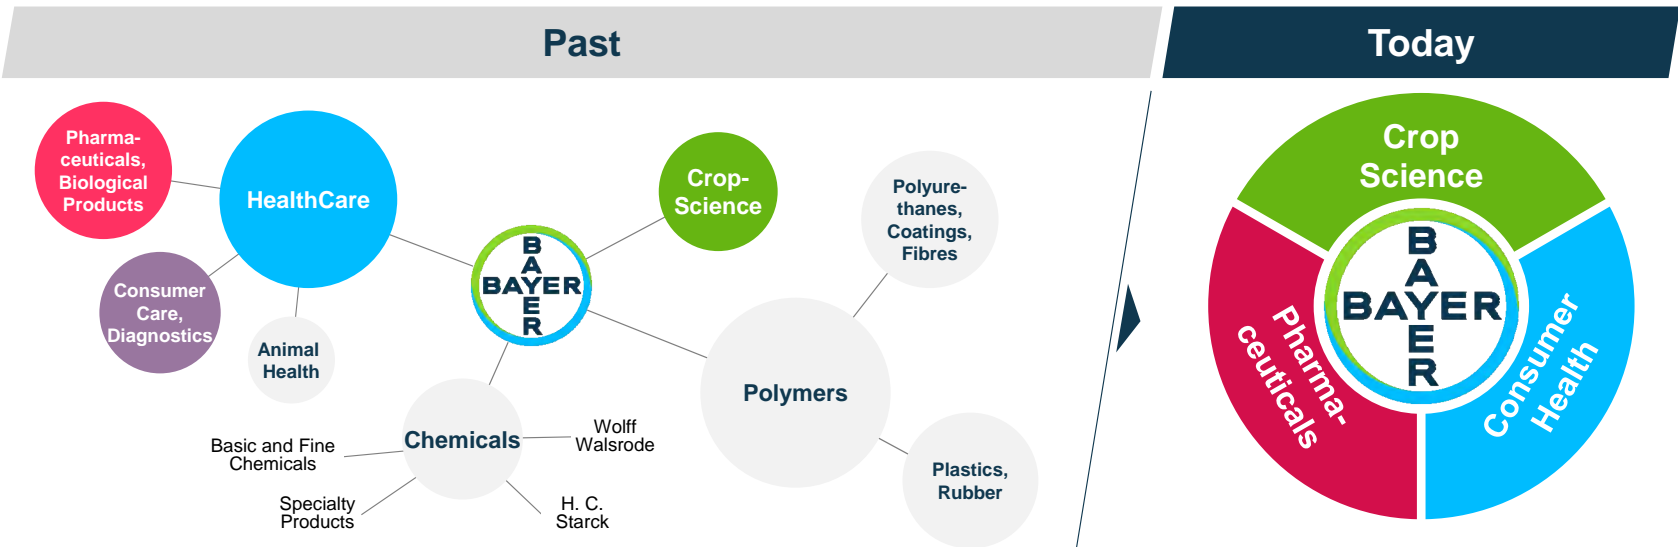 Past
Today
Pharma-
ceuticals,
Biological
Products
HealthCare
Consumer
Care,
Diagnostics
Animal
Health
BAYER
BAYER
Crop-
Science
Polyure-
thanes,
Coatings,
Fibres
Polymers
Plastics,
Rubber
Chemicals
Basic and Fine
Chemicals
Specialty
Products
Wolff
Walsrode
H. C.
Starck
Crop
Science
BAYER
BAYER
Pharma-
ceuticals
Consumer
Health